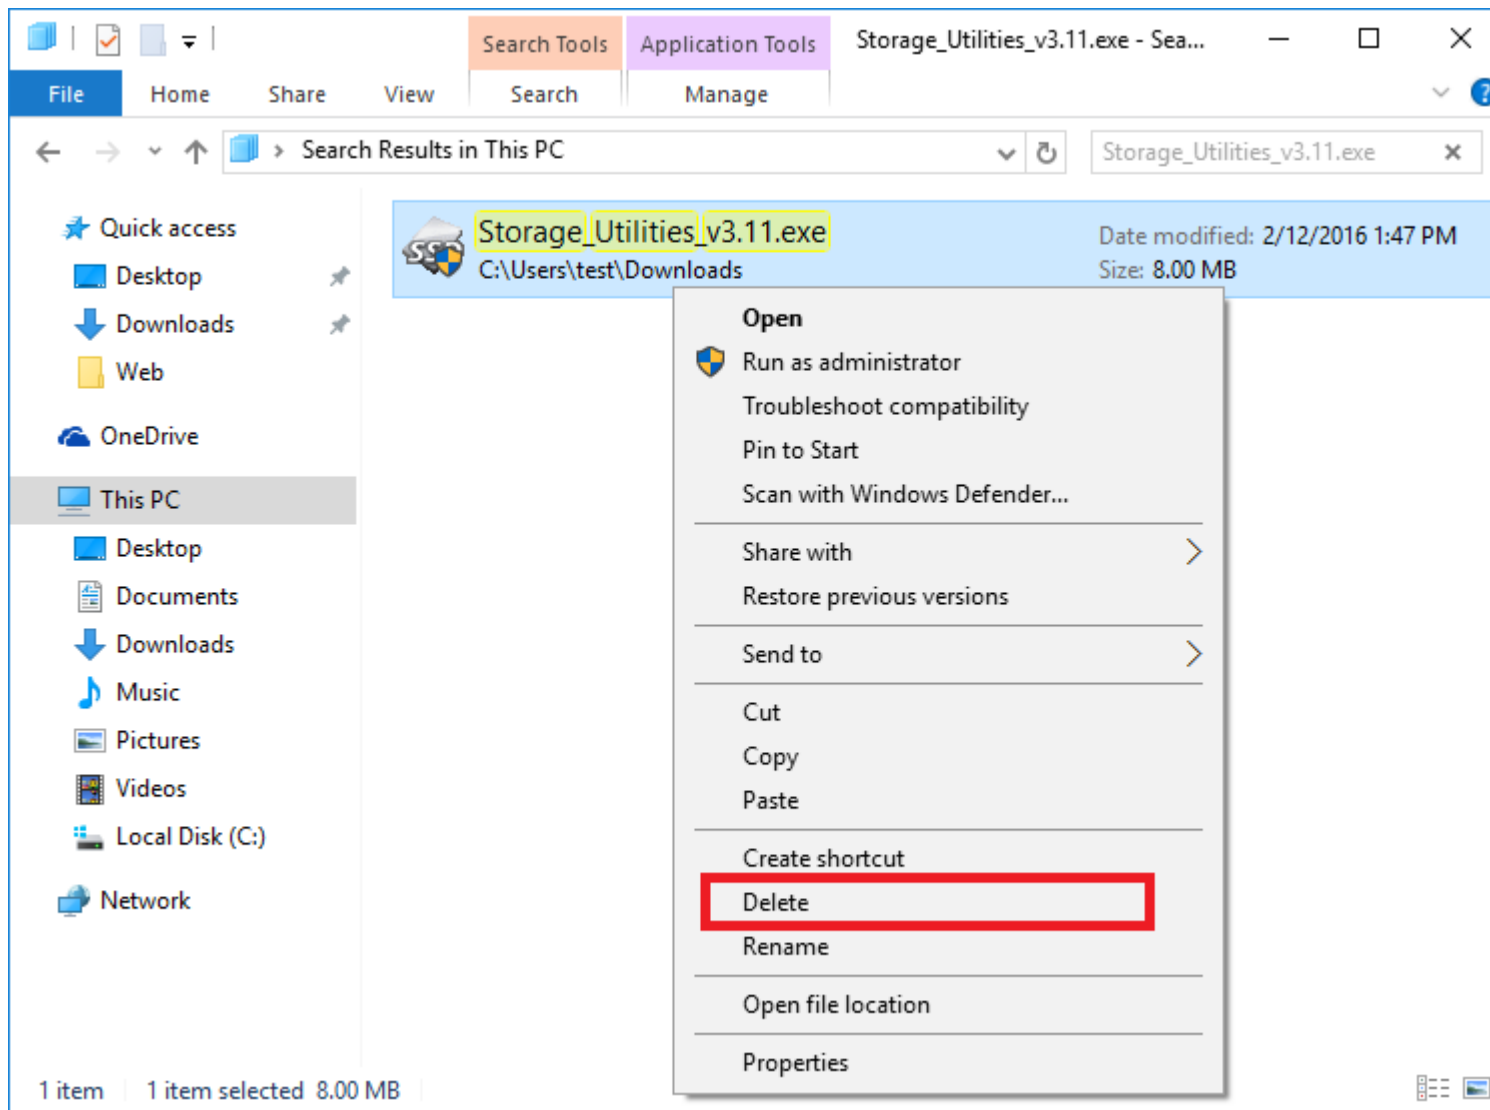 Search Tools
Application Tools
Storage_Utilities_v3.11.exe - Sea...
File
Home
Share
View
Search
Manage
?
Search Results in This PC
Storage_Utilities_v3.11.exe
Quick access
Desktop
Downloads
Web
OneDrive
This PC
Desktop
Documents
Downloads
Music
Pictures
Videos
Local Disk (C:)
Network
SSD
Storage_Utilities_v3.11.exe
C:\Users\test\Downloads
Date modified: 2/12/2016 1:47 PM
Size: 8.00 MB
Open
Run as administrator
Troubleshoot compatibility
Pin to Start
Scan with Windows Defender...
Share with
Restore previous versions
Send to
Cut
Copy
Paste
Create shortcut
Delete
Rename
Open file location
Properties
1 item
1 item selected 8.00 MB